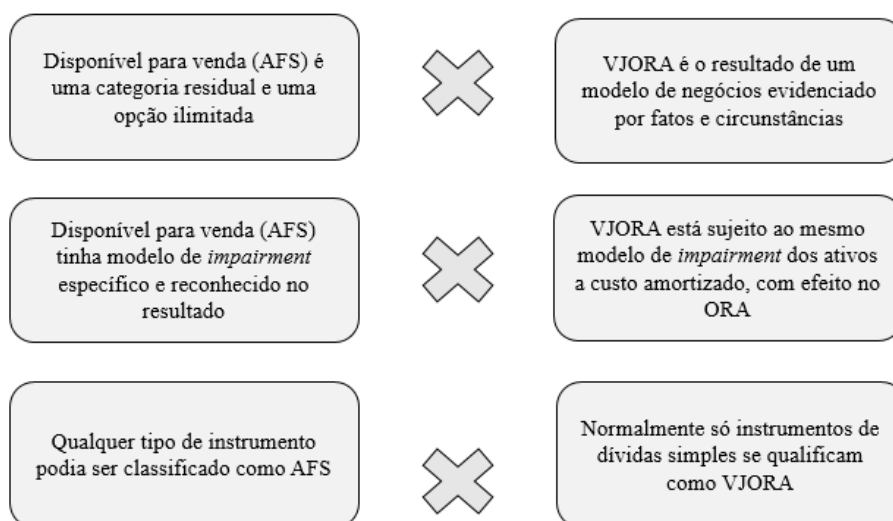 Disponível para venda (AFS) é
uma categoria residual e uma
opção ilimitada
VJORA é o resultado de um
modelo de negócios evidenciado
por fatos e circunstâncias
Disponível para venda (AFS)
tinha modelo de impairment
específico e reconhecido no
resultado
VJORA está sujeito ao mesmo
modelo de impairment dos ativos
a custo amortizado, com efeito no
ORA
Qualquer tipo de instrumento
podia ser classificado como AFS
Normalmente só instrumentos de
dívidas simples se qualificam
como VJORA